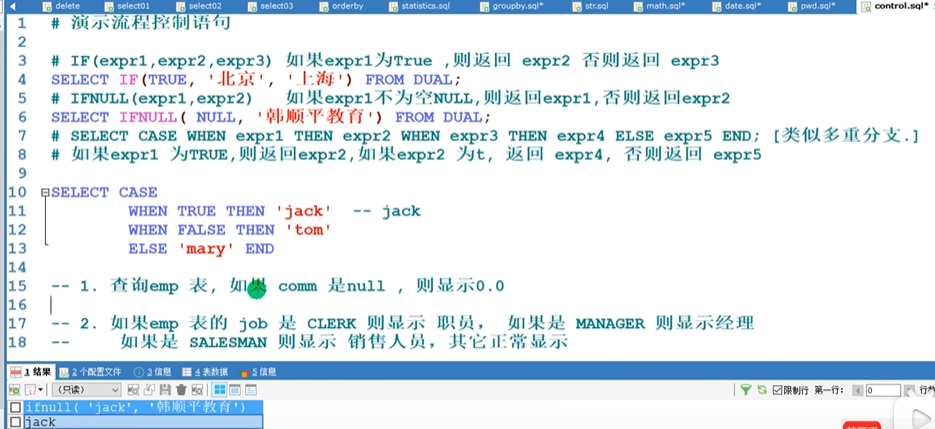 delete select01 select02 select03 orderby statistics.sql groupby.sql* str.sql math.sql* date.sql* pwd.sql* control.sql*
1 # 演示流程控制语句
2
3 # IF(expr1,expr2,expr3) 如果expr1为True ,则返回 expr2 否则返回 expr3
4 SELECT IF(TRUE, '北京', '上海') FROM DUAL;
5 # IFNULL(expr1,expr2) 如果expr1不为空NULL,则返回expr1,否则返回expr2
6 SELECT IFNULL( NULL, '韩顺平教育') FROM DUAL;
7 # SELECT CASE WHEN expr1 THEN expr2 WHEN expr3 THEN expr4 ELSE expr5 END; [类似多重分支.]
8 # 如果expr1 为TRUE,则返回expr2,如果expr2 为t, 返回 expr4, 否则返回 expr5
9
10 SELECT CASE
11 WHEN TRUE THEN 'jack' -- jack
12 WHEN FALSE THEN 'tom'
13 ELSE 'mary' END
14
15 -- 1. 查询emp 表, 如果 comm 是null , 则显示0.0
16
17 -- 2. 如果emp 表的 job 是 CLERK 则显示 职员, 如果是 MANAGER 则显示经理
18 -- 如果是 SALESMAN 则显示 销售人员,其它正常显示
1 结果 2 个配置文件 3 信息 4 表数据 5 信息
(只读) 限制行 第一行: 0
ifnull( 'jack', '韩顺平教育')
jack